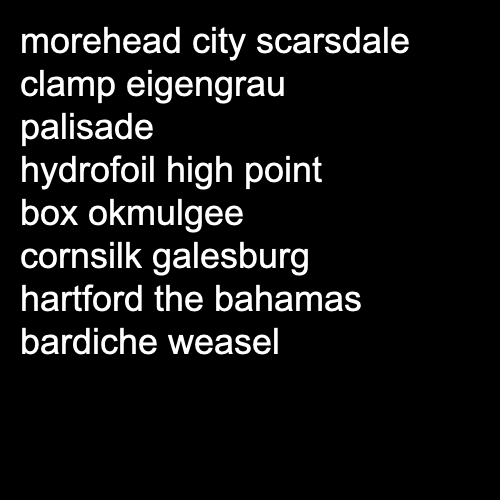 morehead city scarsdale
clamp eigengrau
palisade
hydrofoil high point
box okmulgee
cornsilk galesburg
hartford the bahamas
bardiche weasel